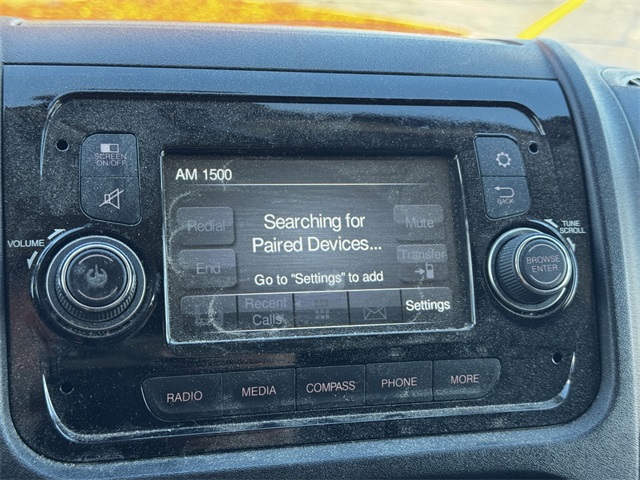 SCREEN
ON/OFF
AM 1500
Redial
Searching for
Paired Devices...
Mute
VOLUME
TUNE
SCROLL
BROWSE
ENTER
End
Transfer
Go to "Settings" to add
Recent
Calls
Settings
RADIO
MEDIA
COMPASS
PHONE
MORE